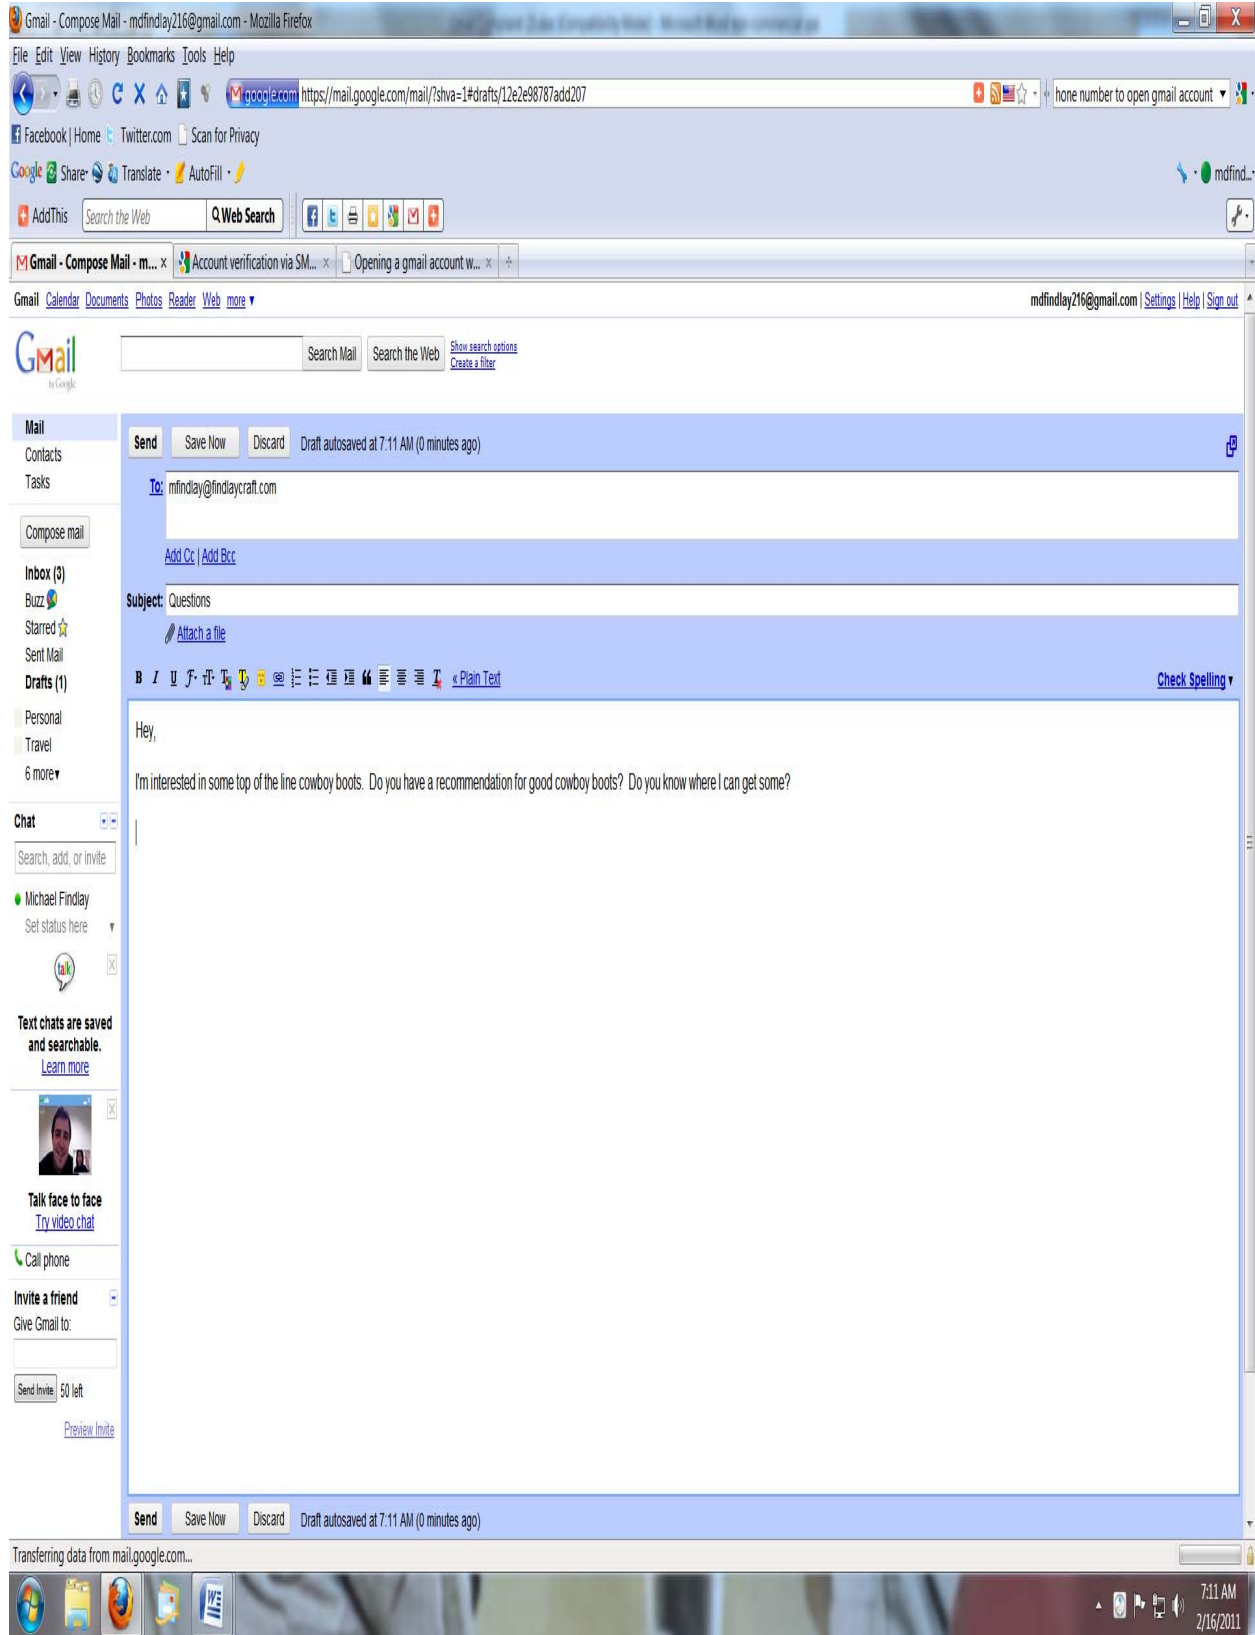 Gmail - Compose Mail - mdfindlay216@gmail.com - Mozilla Firefox
File Edit View History Bookmarks Tools Help
google.com https://mail.google.com/mail/?shva=1#drafts/12e2e98787add207 hone number to open gmail account
Facebook | Home Twitter.com Scan for Privacy
Google Share Translate AutoFill mdfind...
AddThis Search the Web Web Search
Gmail - Compose Mail - m... Account verification via SM... Opening a gmail account w...
Gmail Calendar Documents Photos Reader Web more mdfindlay216@gmail.com | Settings | Help | Sign out
Gmail Search Mail Search the Web Show search options
by Google Create a filter
Mail
Contacts
Tasks
Compose mail
Inbox (3)
Buzz
Starred
Sent Mail
Drafts (1)
Personal
Travel
6 more
Chat
Search, add, or invite
Michael Findlay
Set status here
talk
Text chats are saved
and searchable.
Learn more
Talk face to face
Try video chat
Call phone
Invite a friend
Give Gmail to:
Send Invite 50 left
Preview Invite
Send Save Now Discard Draft autosaved at 7:11 AM (0 minutes ago)
To: mfindlay@findlaycraft.com
Add Cc | Add Bcc
Subject: Questions
Attach a file
B I U « Plain Text Check Spelling
Hey,
I'm interested in some top of the line cowboy boots. Do you have a recommendation for good cowboy boots? Do you know where I can get some?
Send Save Now Discard Draft autosaved at 7:11 AM (0 minutes ago)
Transferring data from mail.google.com...
7:11 AM
2/16/2011